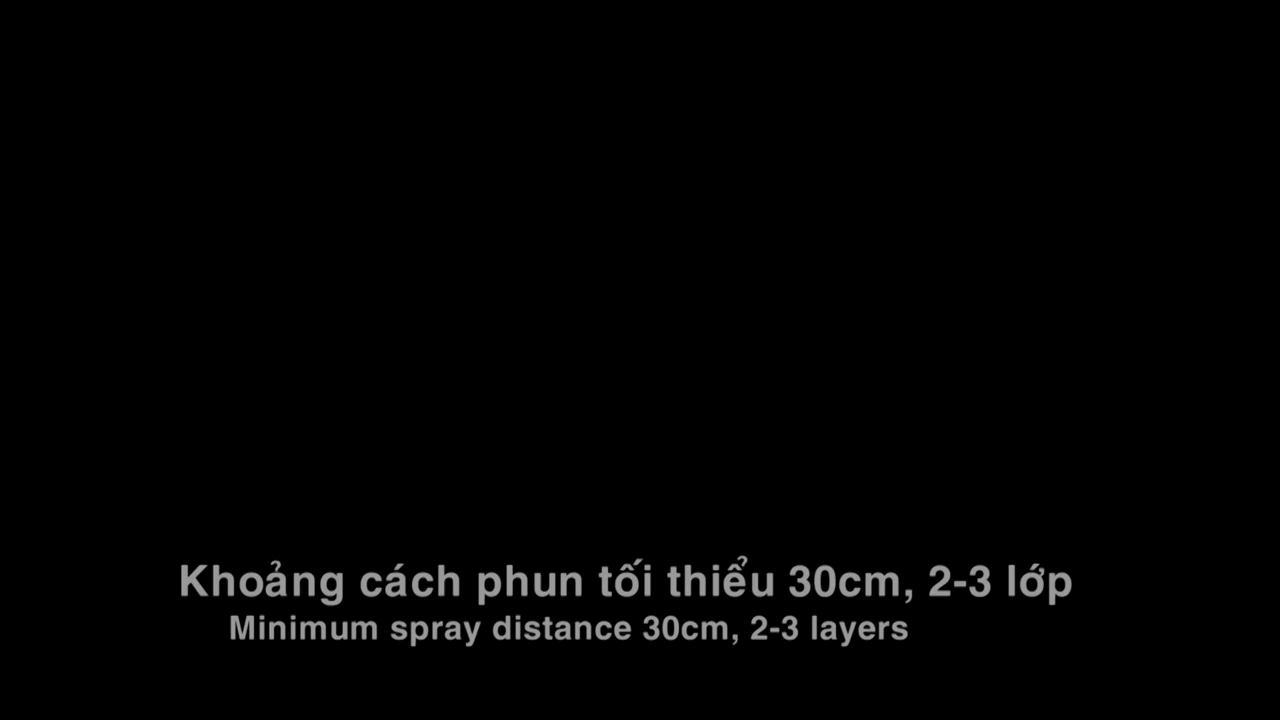 Khoảng cách phun tối thiểu 30cm, 2-3 lớp
Minimum spray distance 30cm, 2-3 layers